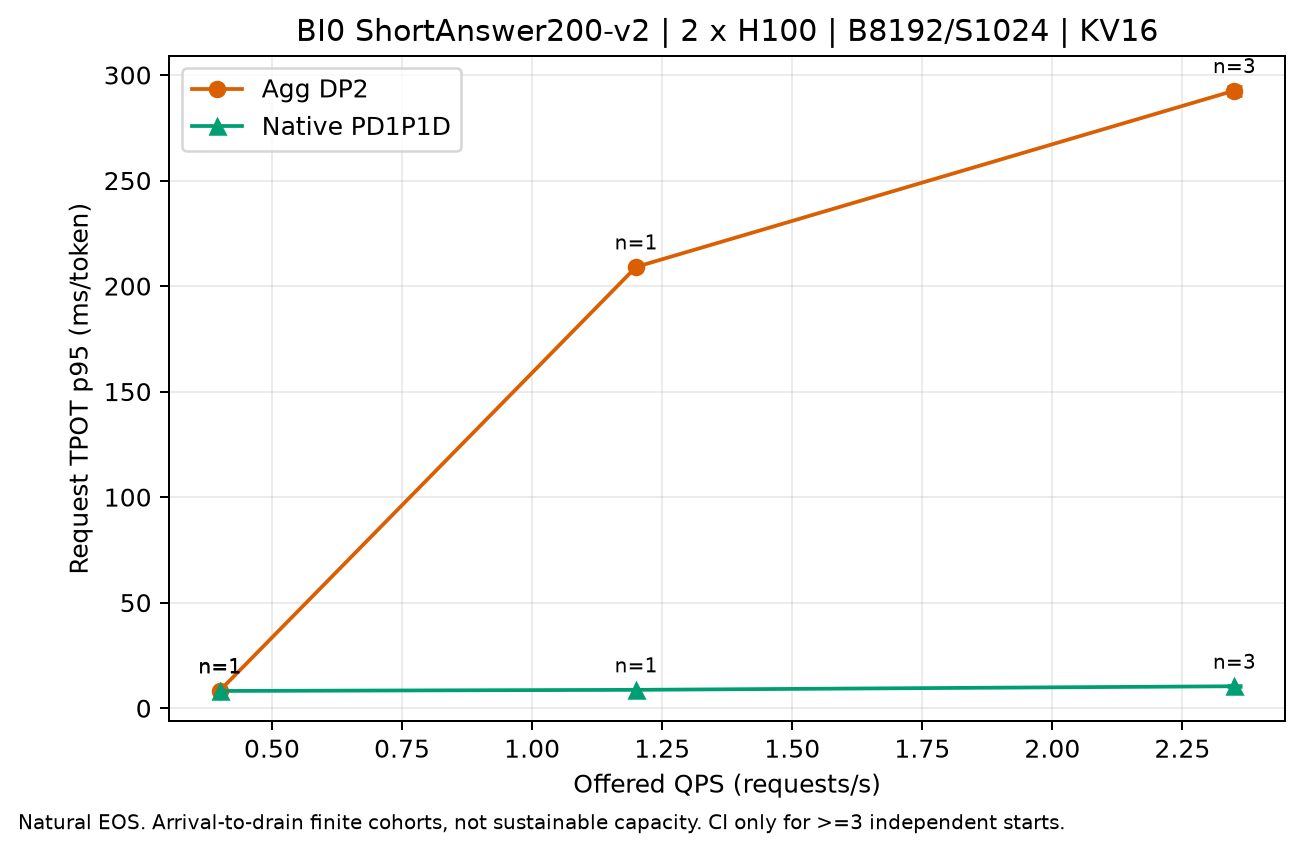 BI0 ShortAnswer200-v2 | 2 x H100 | B8192/S1024 | KV16
Agg DP2
Native PD1P1D
n=3
n=1
n=1
n=1
n=3
300
250
200
150
100
50
0
Request TPOT p95 (ms/token)
0.50 0.75 1.00 1.25 1.50 1.75 2.00 2.25
Offered QPS (requests/s)
Natural EOS. Arrival-to-drain finite cohorts, not sustainable capacity. CI only for >=3 independent starts.